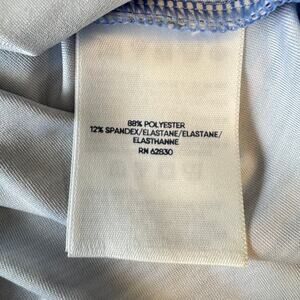 88% POLYESTER
12% SPANDEX/ELASTANE/ELASTANE/
ELASTHANNE
RN 62830